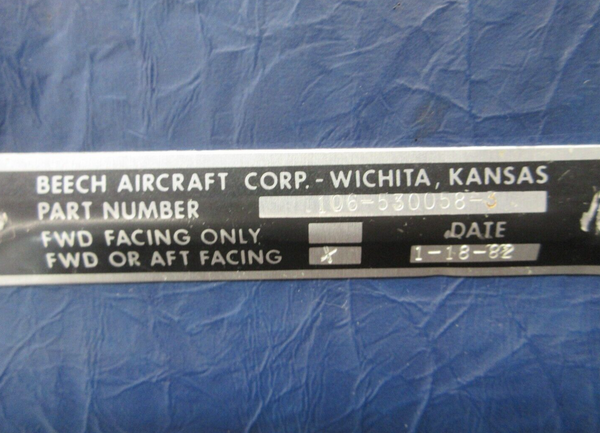 BEECH AIRCRAFT CORP.-WICHITA, KANSAS
PART NUMBER 106-530058-
FWD FACING ONLY DATE
FWD OR AFT FACING X 1-18-82